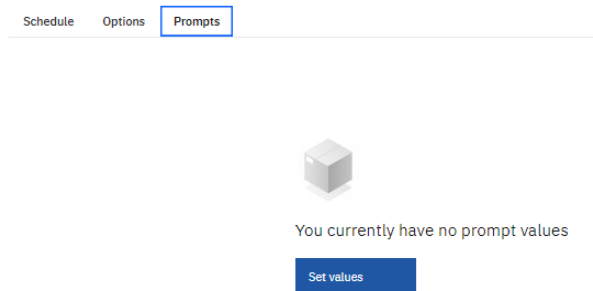 Schedule Options Prompts
You currently have no prompt values
Set values